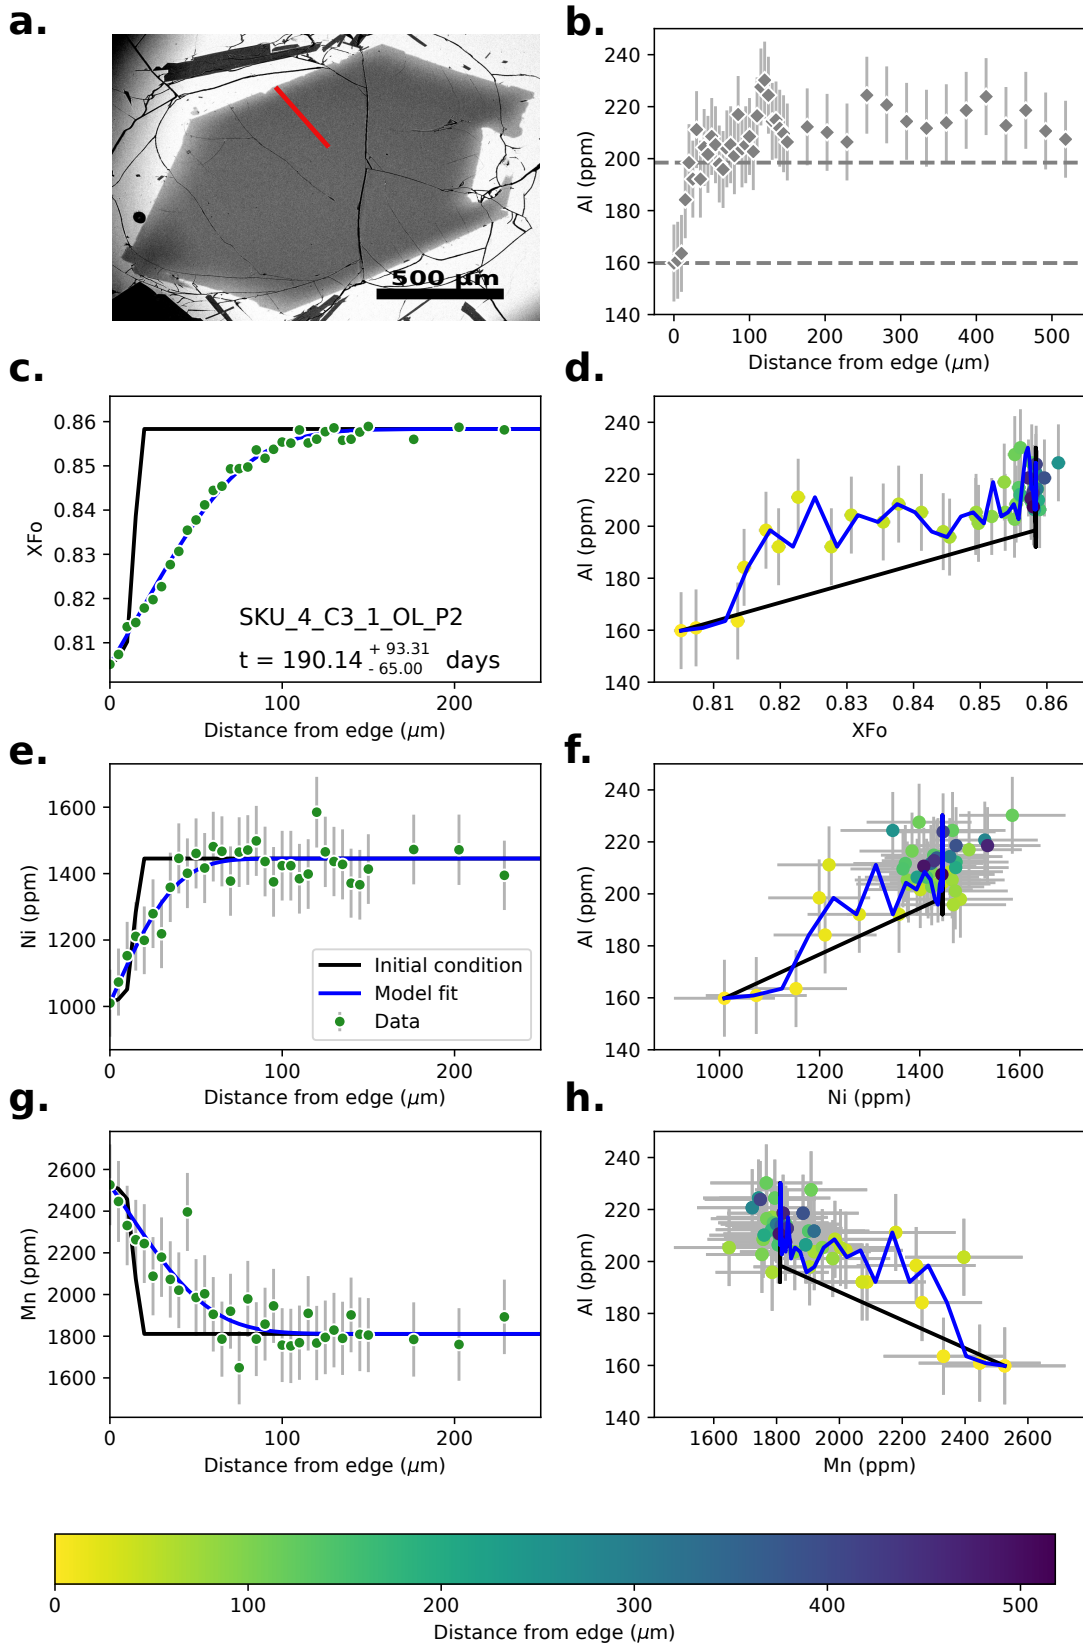 a.
500 μm
b.
240
220
200
180
160
140
Al (ppm)
0
100
200
300
400
500
Distance from edge (μm)
c.
0.86
0.85
0.84
0.83
0.82
0.81
XFo
SKU_4_C3_1_OL_P2
t = 190.14 + 93.31 - 65.00 days
0
100
200
Distance from edge (μm)
d.
240
220
200
180
160
140
Al (ppm)
0.81
0.82
0.83
0.84
0.85
0.86
XFo
e.
1600
1400
1200
1000
Ni (ppm)
Initial condition
Model fit
Data
0
100
200
Distance from edge (μm)
f.
240
220
200
180
160
140
Al (ppm)
1000
1200
1400
1600
Ni (ppm)
g.
2600
2400
2200
2000
1800
1600
Mn (ppm)
0
100
200
Distance from edge (μm)
h.
240
220
200
180
160
140
Al (ppm)
1600
1800
2000
2200
2400
2600
Mn (ppm)
0
100
200
300
400
500
Distance from edge (μm)